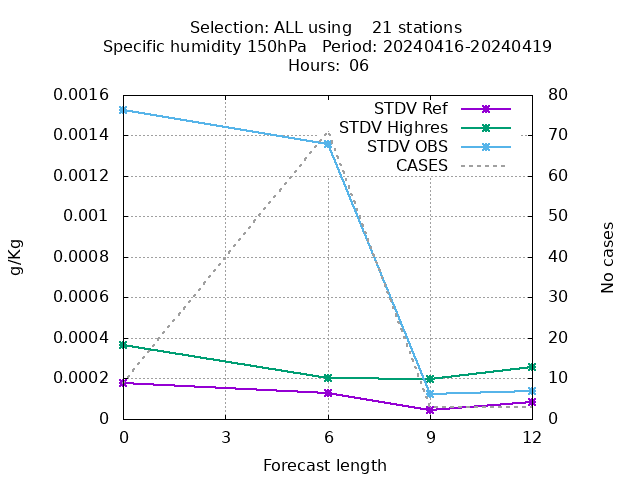 Selection: ALL using    21 stations
Specific humidity 150hPa   Period: 20240416-20240419
Hours: 06
STDV Ref
STDV Highres
STDV OBS
CASES
0.0016
0.0014
0.0012
0.001
0.0008
0.0006
0.0004
0.0002
0
80
70
60
50
40
30
20
10
0
g/Kg
No cases
0 3 6 9 12
Forecast length